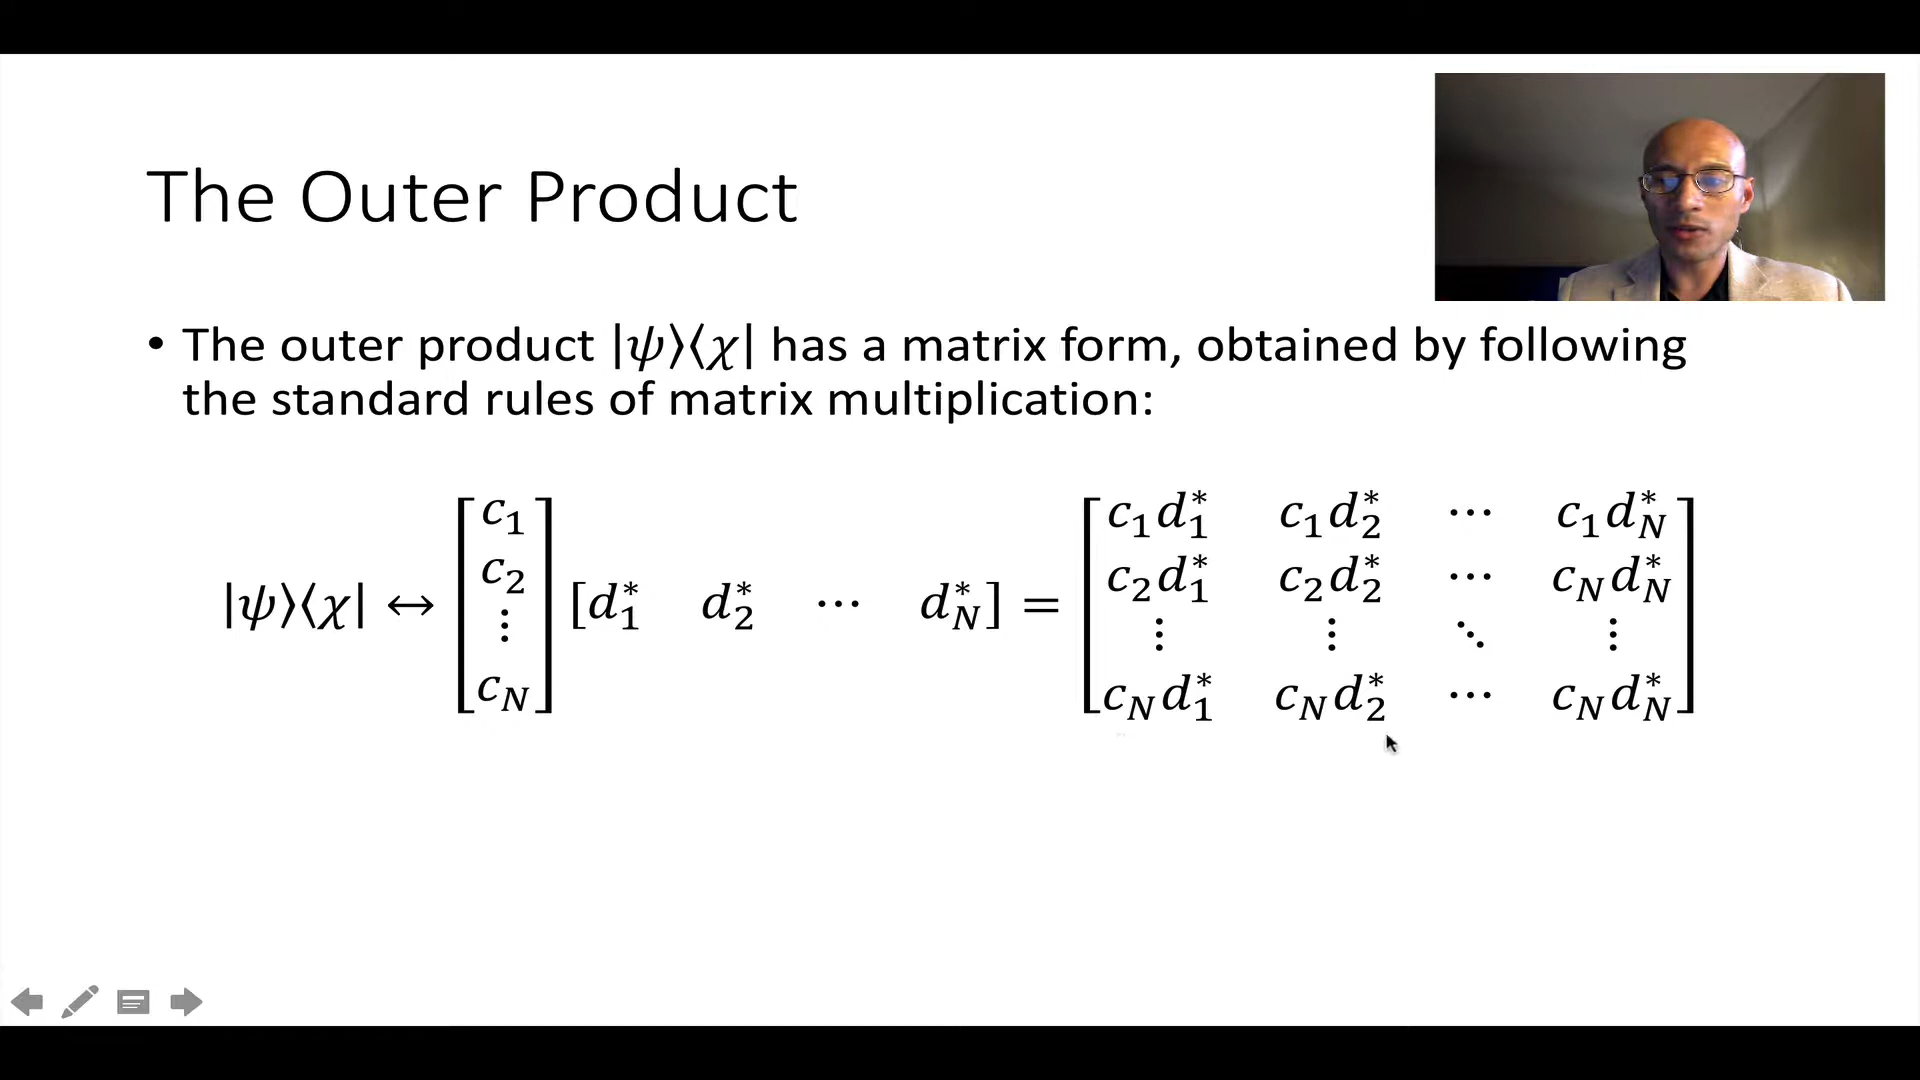 The Outer Product
• The outer product |ψ⟩⟨χ| has a matrix form, obtained by following
the standard rules of matrix multiplication:
|ψ⟩⟨χ| ↔ [c₁ c₂ ⋮ c_N] [d₁* d₂* ⋯ d_N*] =
c₁d₁* c₁d₂* ⋯ c₁d_N*
c₂d₁* c₂d₂* ⋯ c_Nd_N*
⋮ ⋮ ⋱ ⋮
c_Nd₁* c_Nd₂* ⋯ c_Nd_N*